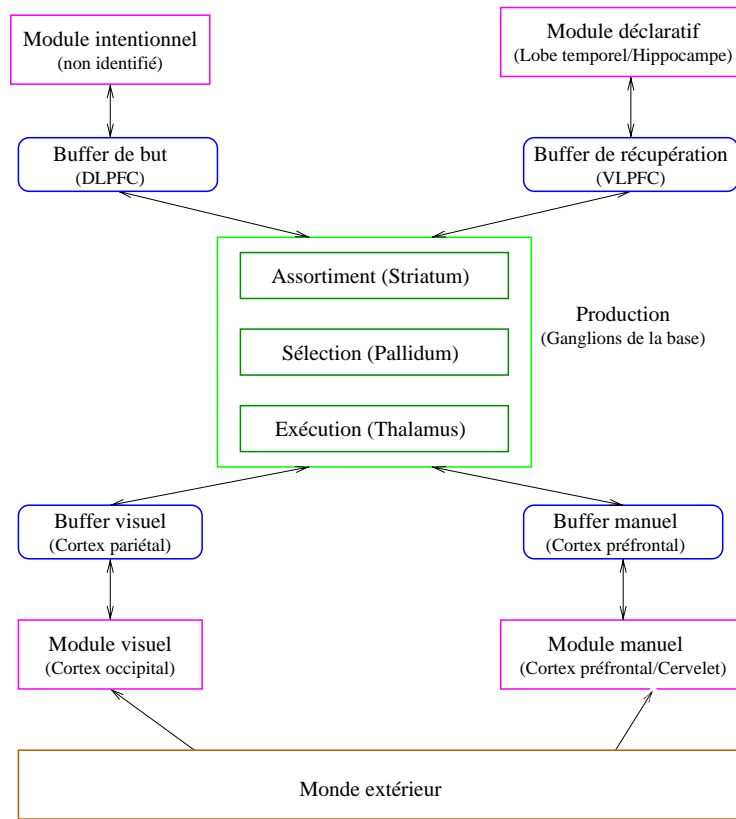 Module intentionnel
(non identifié)
Module déclaratif
(Lobe temporel/Hippocampe)
Buffer de but
(DLPFC)
Buffer de récupération
(VLPFC)
Assortiment (Striatum)
Sélection (Pallidum)
Exécution (Thalamus)
Production
(Ganglions de la base)
Buffer visuel
(Cortex pariétal)
Buffer manuel
(Cortex préfrontal)
Module visuel
(Cortex occipital)
Module manuel
(Cortex préfrontal/Cervelet)
Monde extérieur